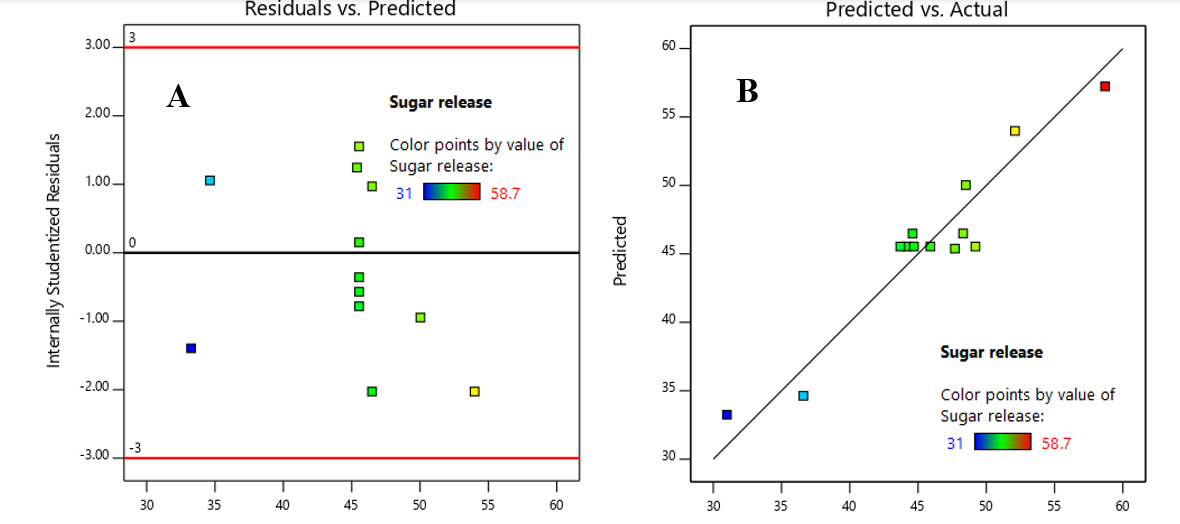 Residuals vs. Predicted
Internally Studentized Residuals
3.00
2.00
1.00
0.00
-1.00
-2.00
-3.00
3
0
-3
A
Sugar release
Color points by value of
Sugar release:
31 58.7
30 35 40 45 50 55 60
Predicted vs. Actual
Predicted
60
55
50
45
40
35
30
B
Sugar release
Color points by value of
Sugar release:
31 58.7
30 35 40 45 50 55 60